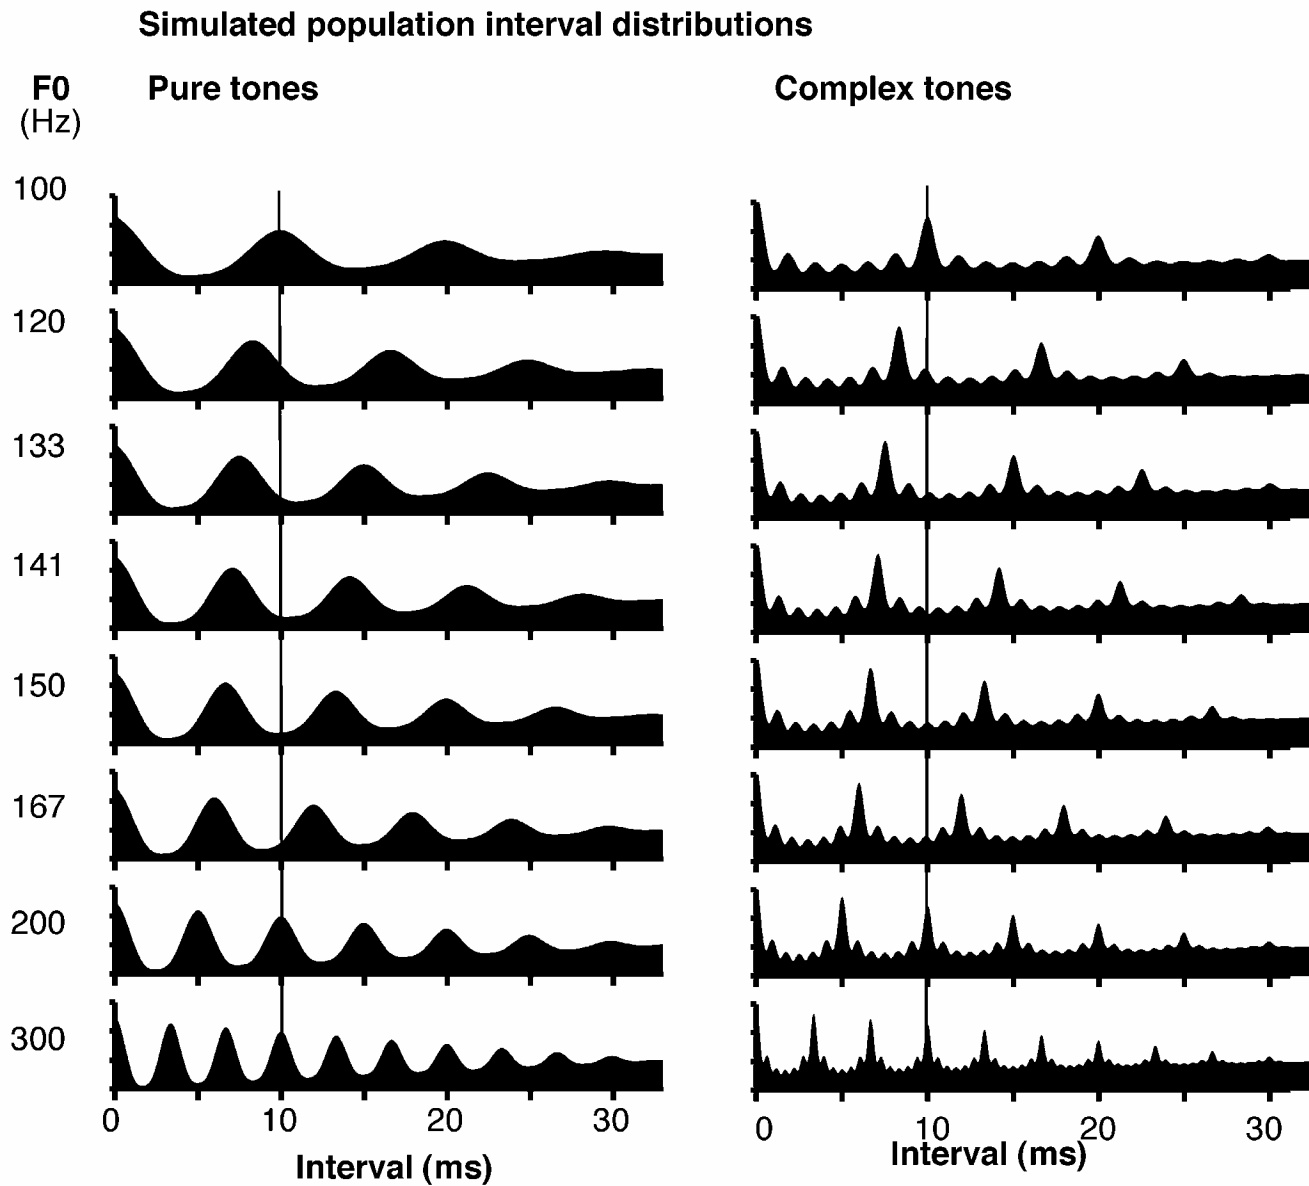 Simulated population interval distributions
F0 Pure tones Complex tones
(Hz)
100
120
133
141
150
167
200
300
0 10 20 30 0 10 20 30
Interval (ms) Interval (ms)